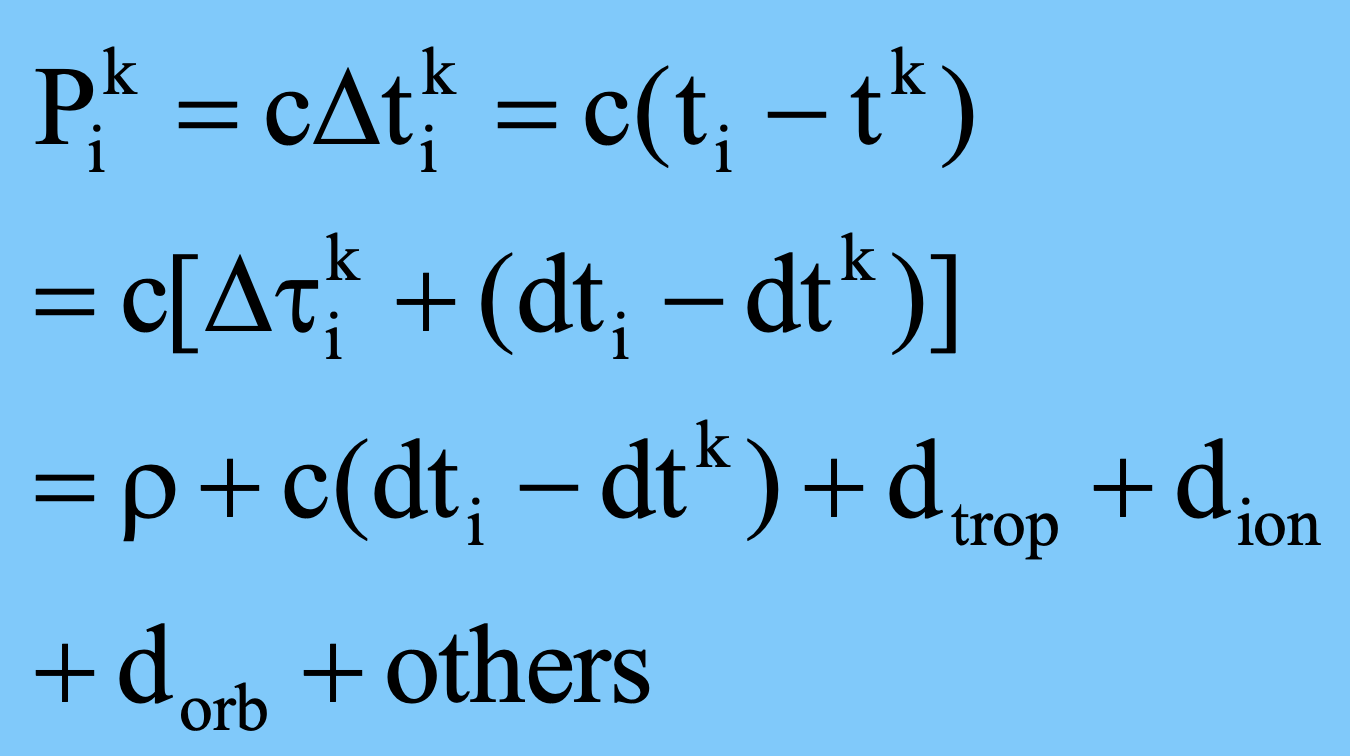 P_i^k = cΔt_i^k = c(t_i − t^k)
= c[Δτ_i^k + (dt_i − dt^k)]
= ρ + c(dt_i − dt^k) + d_trop + d_ion
+ d_orb + others